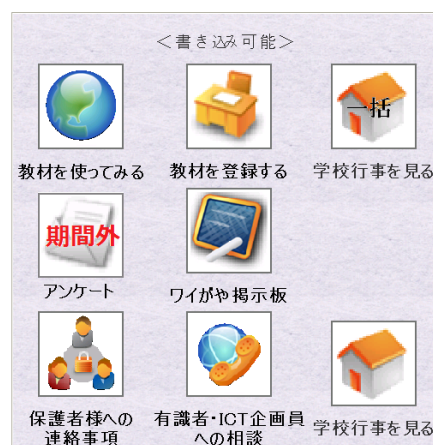 ＜書き込み可能＞
一括
教材を使ってみる
教材を登録する
学校行事を見る
期間外
アンケート
ワイがや掲示板
保護者様への
連絡事項
有識者・ICT企画員
への相談
学校行事を見る